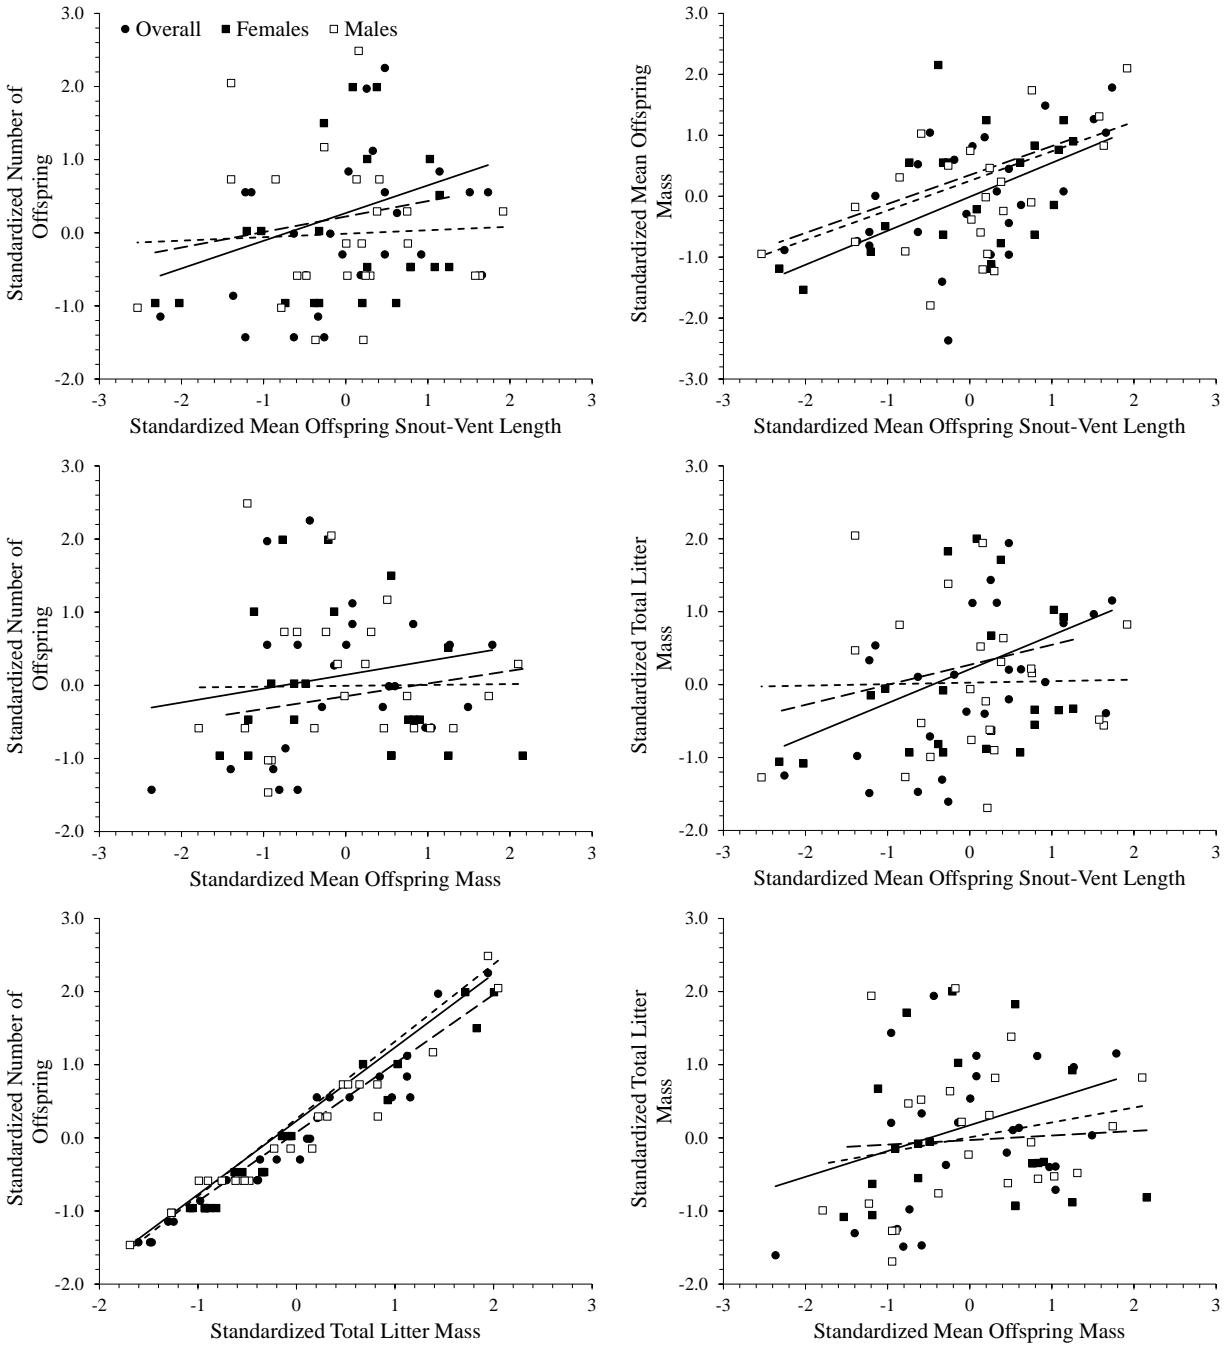 ● Overall ■ Females □ Males
Standardized Number of
Offspring
3.0
2.0
1.0
0.0
-1.0
-2.0
-3 -2 -1 0 1 2 3
Standardized Mean Offspring Snout-Vent Length
Standardized Mean Offspring
Mass
3.0
2.0
1.0
0.0
-1.0
-2.0
-3.0
-3 -2 -1 0 1 2 3
Standardized Mean Offspring Snout-Vent Length
Standardized Number of
Offspring
3.0
2.0
1.0
0.0
-1.0
-2.0
-3 -2 -1 0 1 2 3
Standardized Mean Offspring Mass
Standardized Total Litter
Mass
3.0
2.0
1.0
0.0
-1.0
-2.0
-3 -2 -1 0 1 2 3
Standardized Mean Offspring Snout-Vent Length
Standardized Number of
Offspring
3.0
2.0
1.0
0.0
-1.0
-2.0
-2 -1 0 1 2 3
Standardized Total Litter Mass
Standardized Total Litter
Mass
3.0
2.0
1.0
0.0
-1.0
-2.0
-3 -2 -1 0 1 2 3
Standardized Mean Offspring Mass